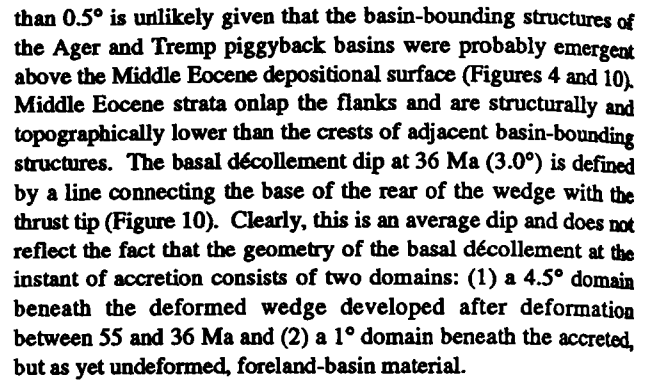 than 0.5° is unlikely given that the basin-bounding structures of
the Ager and Tremp piggyback basins were probably emergent
above the Middle Eocene depositional surface (Figures 4 and 10).
Middle Eocene strata onlap the flanks and are structurally and
topographically lower than the crests of adjacent basin-bounding
structures. The basal décollement dip at 36 Ma (3.0°) is defined
by a line connecting the base of the rear of the wedge with the
thrust tip (Figure 10). Clearly, this is an average dip and does not
reflect the fact that the geometry of the basal décollement at the
instant of accretion consists of two domains: (1) a 4.5° domain
beneath the deformed wedge developed after deformation
between 55 and 36 Ma and (2) a 1° domain beneath the accreted,
but as yet undeformed, foreland-basin material.